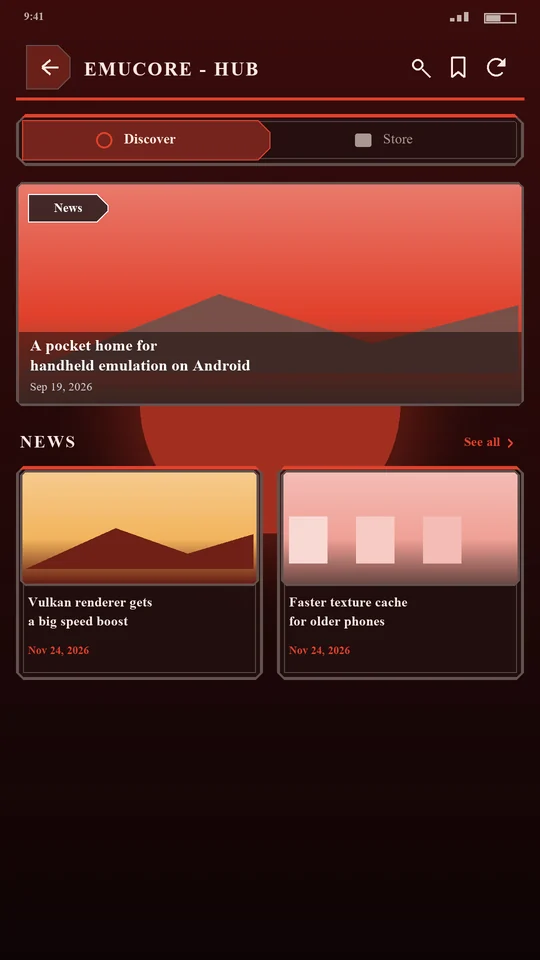 9:41
EMUCORE - HUB
Discover
Store
News
A pocket home for
handheld emulation on Android
Sep 19, 2026
NEWS
See all
Vulkan renderer gets
a big speed boost
Nov 24, 2026
Faster texture cache
for older phones
Nov 24, 2026